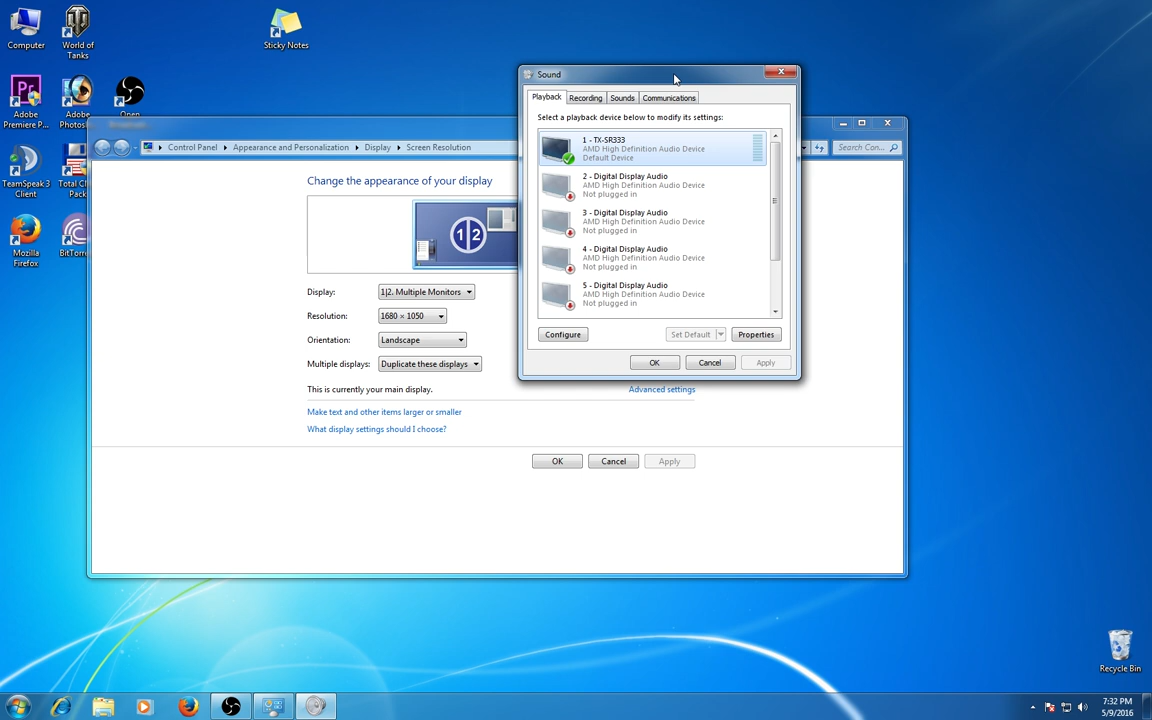 Computer
World of
Tanks
Sticky Notes
Adobe
Premiere P...
Adobe
Photos
Open
TeamSpeak 3
Client
Total C
Pack
Mozilla
Firefox
BitTorre
Sound
Playback
Recording
Sounds
Communications
Select a playback device below to modify its settings:
1 - TX-SR333
AMD High Definition Audio Device
Default Device
2 - Digital Display Audio
AMD High Definition Audio Device
Not plugged in
3 - Digital Display Audio
AMD High Definition Audio Device
Not plugged in
4 - Digital Display Audio
AMD High Definition Audio Device
Not plugged in
5 - Digital Display Audio
AMD High Definition Audio Device
Not plugged in
Configure
Set Default
Properties
OK
Cancel
Apply
Control Panel
Appearance and Personalization
Display
Screen Resolution
Search Con...
Change the appearance of your display
1|2
Display:
1|2. Multiple Monitors
Resolution:
1680 × 1050
Orientation:
Landscape
Multiple displays:
Duplicate these displays
This is currently your main display.
Advanced settings
Make text and other items larger or smaller
What display settings should I choose?
OK
Cancel
Apply
Recycle Bin
7:32 PM
5/9/2016